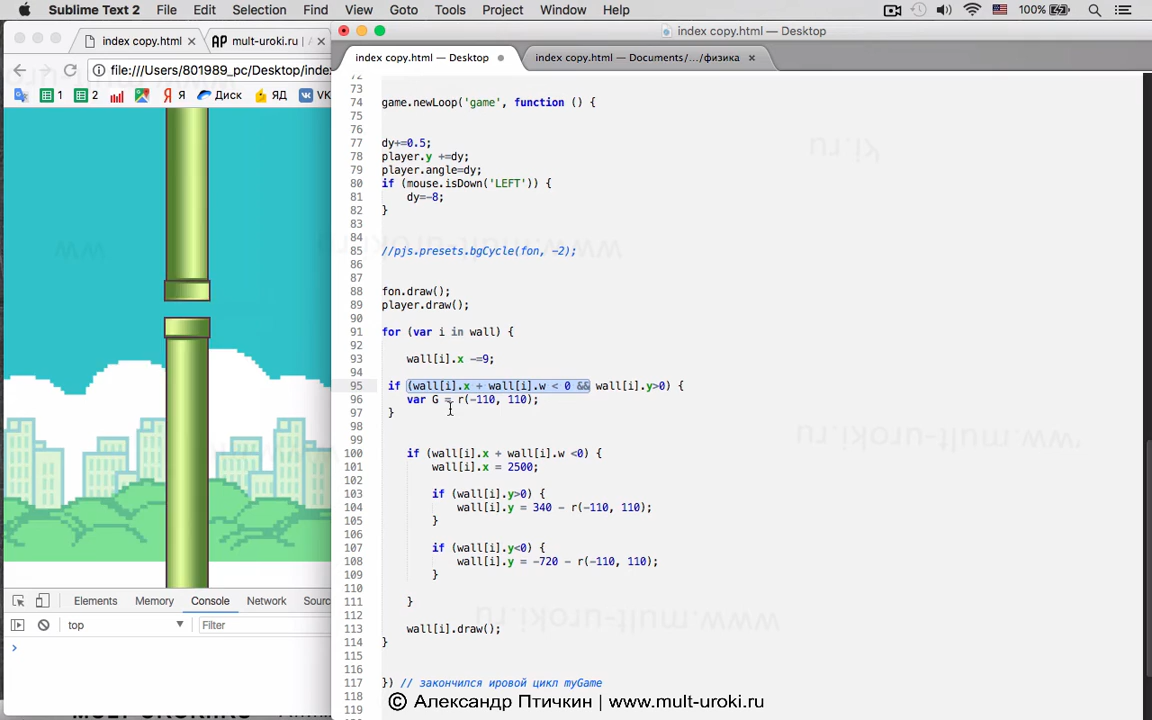 Sublime Text 2 File Edit Selection Find View Goto Tools Project Window Help 100%
index copy.html mult-uroki.ru
index copy.html — Desktop
index copy.html — Desktop index copy.html — Documents/.../физика
file:///Users/801989_pc/Desktop/index
1 2 Я Диск ЯД VK
72
73
74 game.newLoop('game', function () {
75
76
77 dy+=0.5;
78 player.y +=dy;
79 player.angle=dy;
80 if (mouse.isDown('LEFT')) {
81 dy=-8;
82 }
83
84
85 //pjs.presets.bgCycle(fon, -2);
86
87
88 fon.draw();
89 player.draw();
90
91 for (var i in wall) {
92
93 wall[i].x -=9;
94
95 if (wall[i].x + wall[i].w < 0 && wall[i].y>0) {
96 var G = r(-110, 110);
97 }
98
99
100 if (wall[i].x + wall[i].w <0) {
101 wall[i].x = 2500;
102
103 if (wall[i].y>0) {
104 wall[i].y = 340 - r(-110, 110);
105 }
106
107 if (wall[i].y<0) {
108 wall[i].y = -720 - r(-110, 110);
109 }
110
111 }
112
113 wall[i].draw();
114 }
115
116
117 }) // закончился ировой цикл myGame
118
Elements Memory Console Network Sourc
top Filter
>
© Александр Птичкин | www.mult-uroki.ru